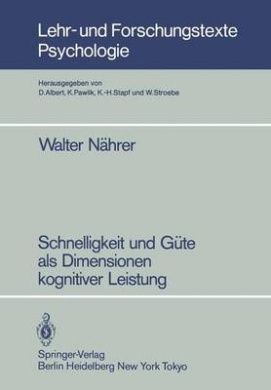 Lehr- und Forschungstexte
Psychologie
Herausgegeben von
D. Albert, K. Pawlik, K.-H. Stapf und W. Stroebe
Walter Nährer
Schnelligkeit und Güte
als Dimensionen
kognitiver Leistung
Springer-Verlag
Berlin Heidelberg New York Tokyo